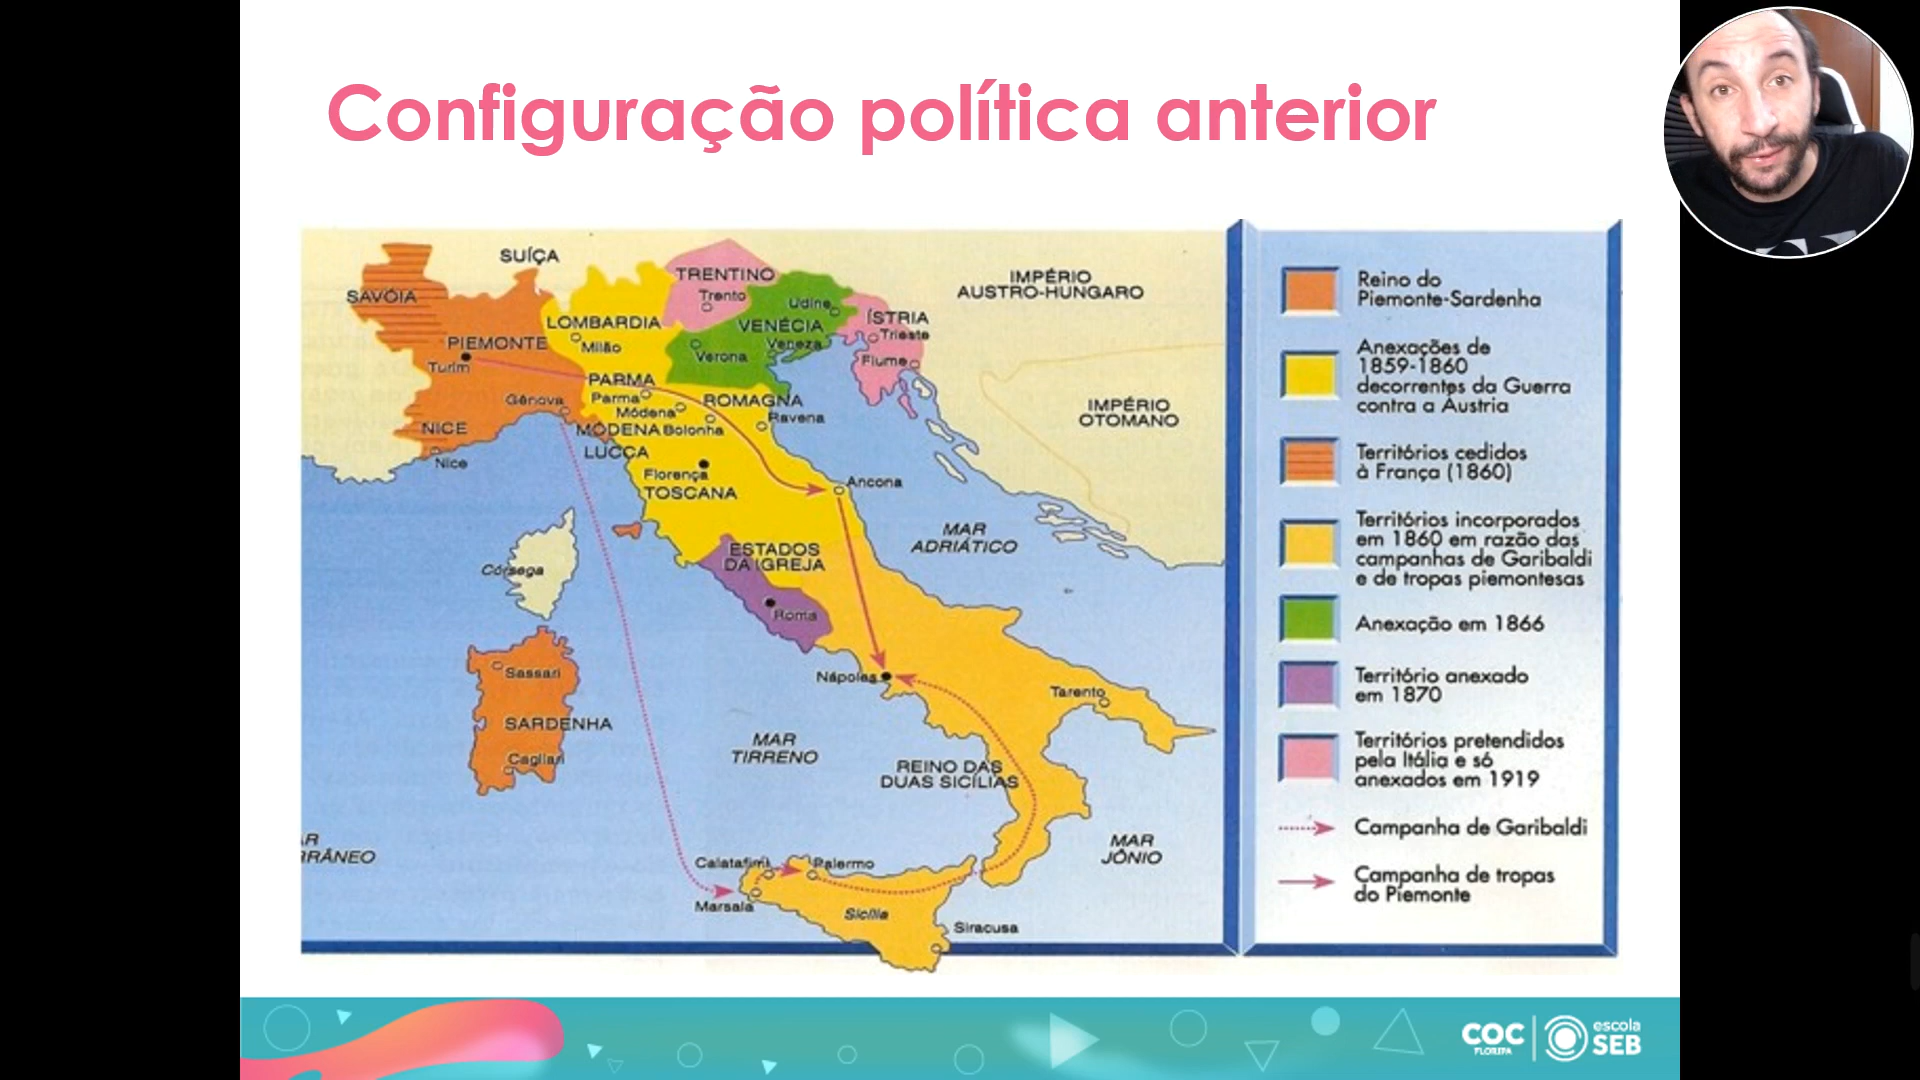 Configuração política anterior
SUÍÇA
SAVÓIA
PIEMONTE
Turim
Gênova
NICE
Nice
LOMBARDIA
Milão
TRENTINO
Trento
VENÉCIA
Udine
Verona
Veneza
ÍSTRIA
Trieste
Fiume
IMPÉRIO
AUSTRO-HUNGARO
IMPÉRIO
OTOMANO
PARMA
Parma
Módena
MÓDENA
Bolonha
ROMAGNA
Ravena
LUCCA
Florença
TOSCANA
Ancona
MAR
ADRIÁTICO
ESTADOS
DA IGREJA
Roma
Córsega
Sassari
SARDENHA
Cagliari
Nápoles
Tarento
MAR
TIRRENO
REINO DAS
DUAS SICÍLIAS
MAR
JÔNIO
AR
RRÂNEO
Calatafimi
Palermo
Marsala
Sicília
Siracusa
Reino do
Piemonte-Sardenha
Anexações de
1859-1860
decorrentes da Guerra
contra a Áustria
Territórios cedidos
à França (1860)
Territórios incorporados
em 1860 em razão das
campanhas de Garibaldi
e de tropas piemontesas
Anexação em 1866
Território anexado
em 1870
Territórios pretendidos
pela Itália e só
anexados em 1919
Campanha de Garibaldi
Campanha de tropas
do Piemonte
COC
FLORIPA
escola
SEB